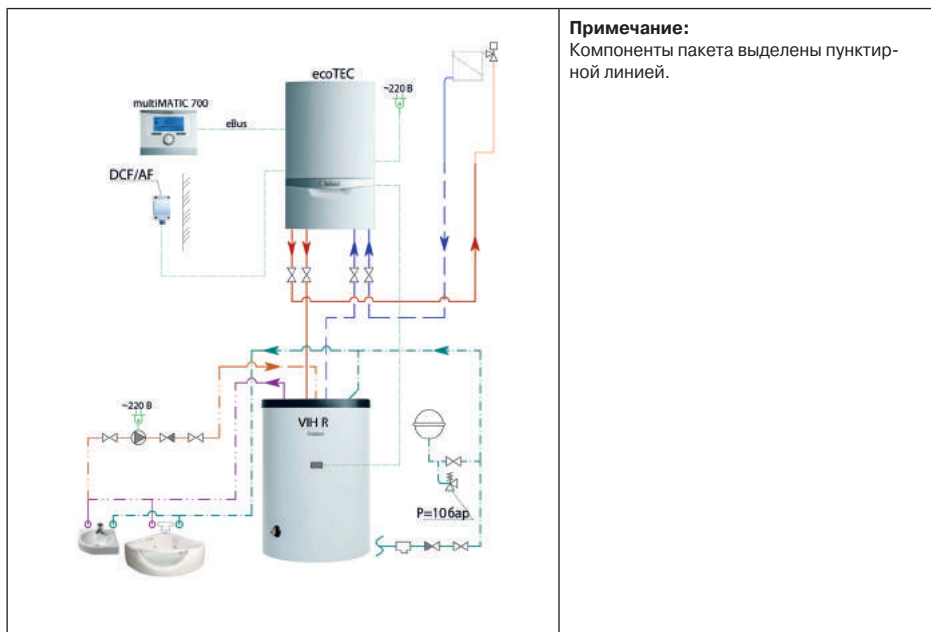 Примечание:
Компоненты пакета выделены пунктир-
ной линией.
ecoTEC
~220 В
multiMATIC 700
eBus
DCF/AF
~220 В
VIH R
P=10бар